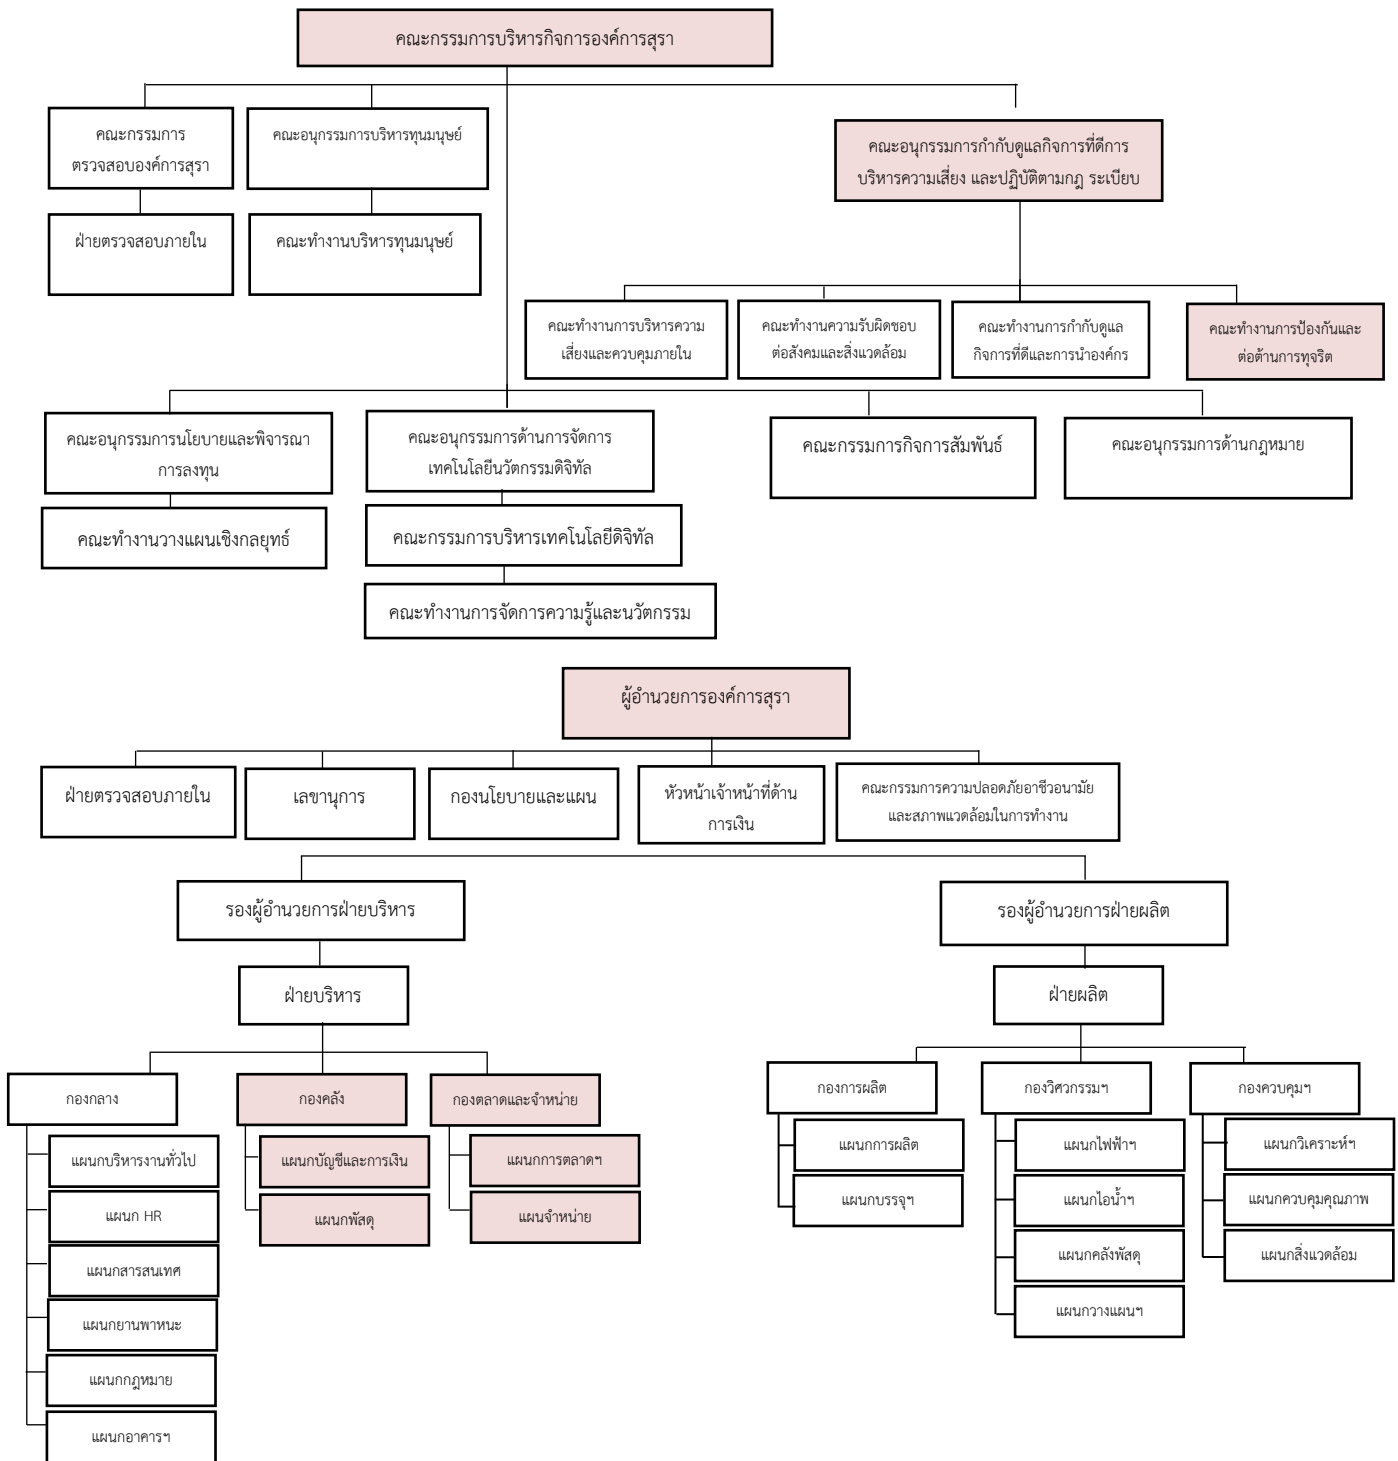 คณะกรรมการบริหารกิจการองค์การสุรา
คณะกรรมการ
ตรวจสอบองค์การสุรา
คณะอนุกรรมการบริหารทุนมนุษย์
คณะอนุกรรมการกำกับดูแลกิจการที่ดีการ
บริหารความเสี่ยง และปฏิบัติตามกฎ ระเบียบ
ฝ่ายตรวจสอบภายใน
คณะทำงานบริหารทุนมนุษย์
คณะทำงานการบริหารความ
เสี่ยงและควบคุมภายใน
คณะทำงานความรับผิดชอบ
ต่อสังคมและสิ่งแวดล้อม
คณะทำงานการกำกับดูแล
กิจการที่ดีและการนำองค์กร
คณะทำงานการป้องกันและ
ต่อต้านการทุจริต
คณะอนุกรรมการนโยบายและพิจารณา
การลงทุน
คณะอนุกรรมการด้านการจัดการ
เทคโนโลยีนวัตกรรมดิจิทัล
คณะกรรมการกิจการสัมพันธ์
คณะอนุกรรมการด้านกฎหมาย
คณะทำงานวางแผนเชิงกลยุทธ์
คณะกรรมการบริหารเทคโนโลยีดิจิทัล
คณะทำงานการจัดการความรู้และนวัตกรรม
ผู้อำนวยการองค์การสุรา
ฝ่ายตรวจสอบภายใน
เลขานุการ
กองนโยบายและแผน
หัวหน้าเจ้าหน้าที่ด้าน
การเงิน
คณะกรรมการความปลอดภัยอาชีวอนามัย
และสภาพแวดล้อมในการทำงาน
รองผู้อำนวยการฝ่ายบริหาร
รองผู้อำนวยการฝ่ายผลิต
ฝ่ายบริหาร
ฝ่ายผลิต
กองกลาง
แผนกบริหารงานทั่วไป
แผนก HR
แผนกสารสนเทศ
แผนกยานพาหนะ
แผนกกฎหมาย
แผนกอาคารฯ
กองคลัง
แผนกบัญชีและการเงิน
แผนกพัสดุ
กองตลาดและจำหน่าย
แผนกการตลาดฯ
แผนจำหน่าย
กองการผลิต
แผนกการผลิต
แผนกบรรจุฯ
กองวิศวกรรมฯ
แผนกไฟฟ้าฯ
แผนกไอน้ำฯ
แผนกคลังพัสดุ
แผนกวางแผนฯ
กองควบคุมฯ
แผนกวิเคราะห์ฯ
แผนกควบคุมคุณภาพ
แผนกสิ่งแวดล้อม